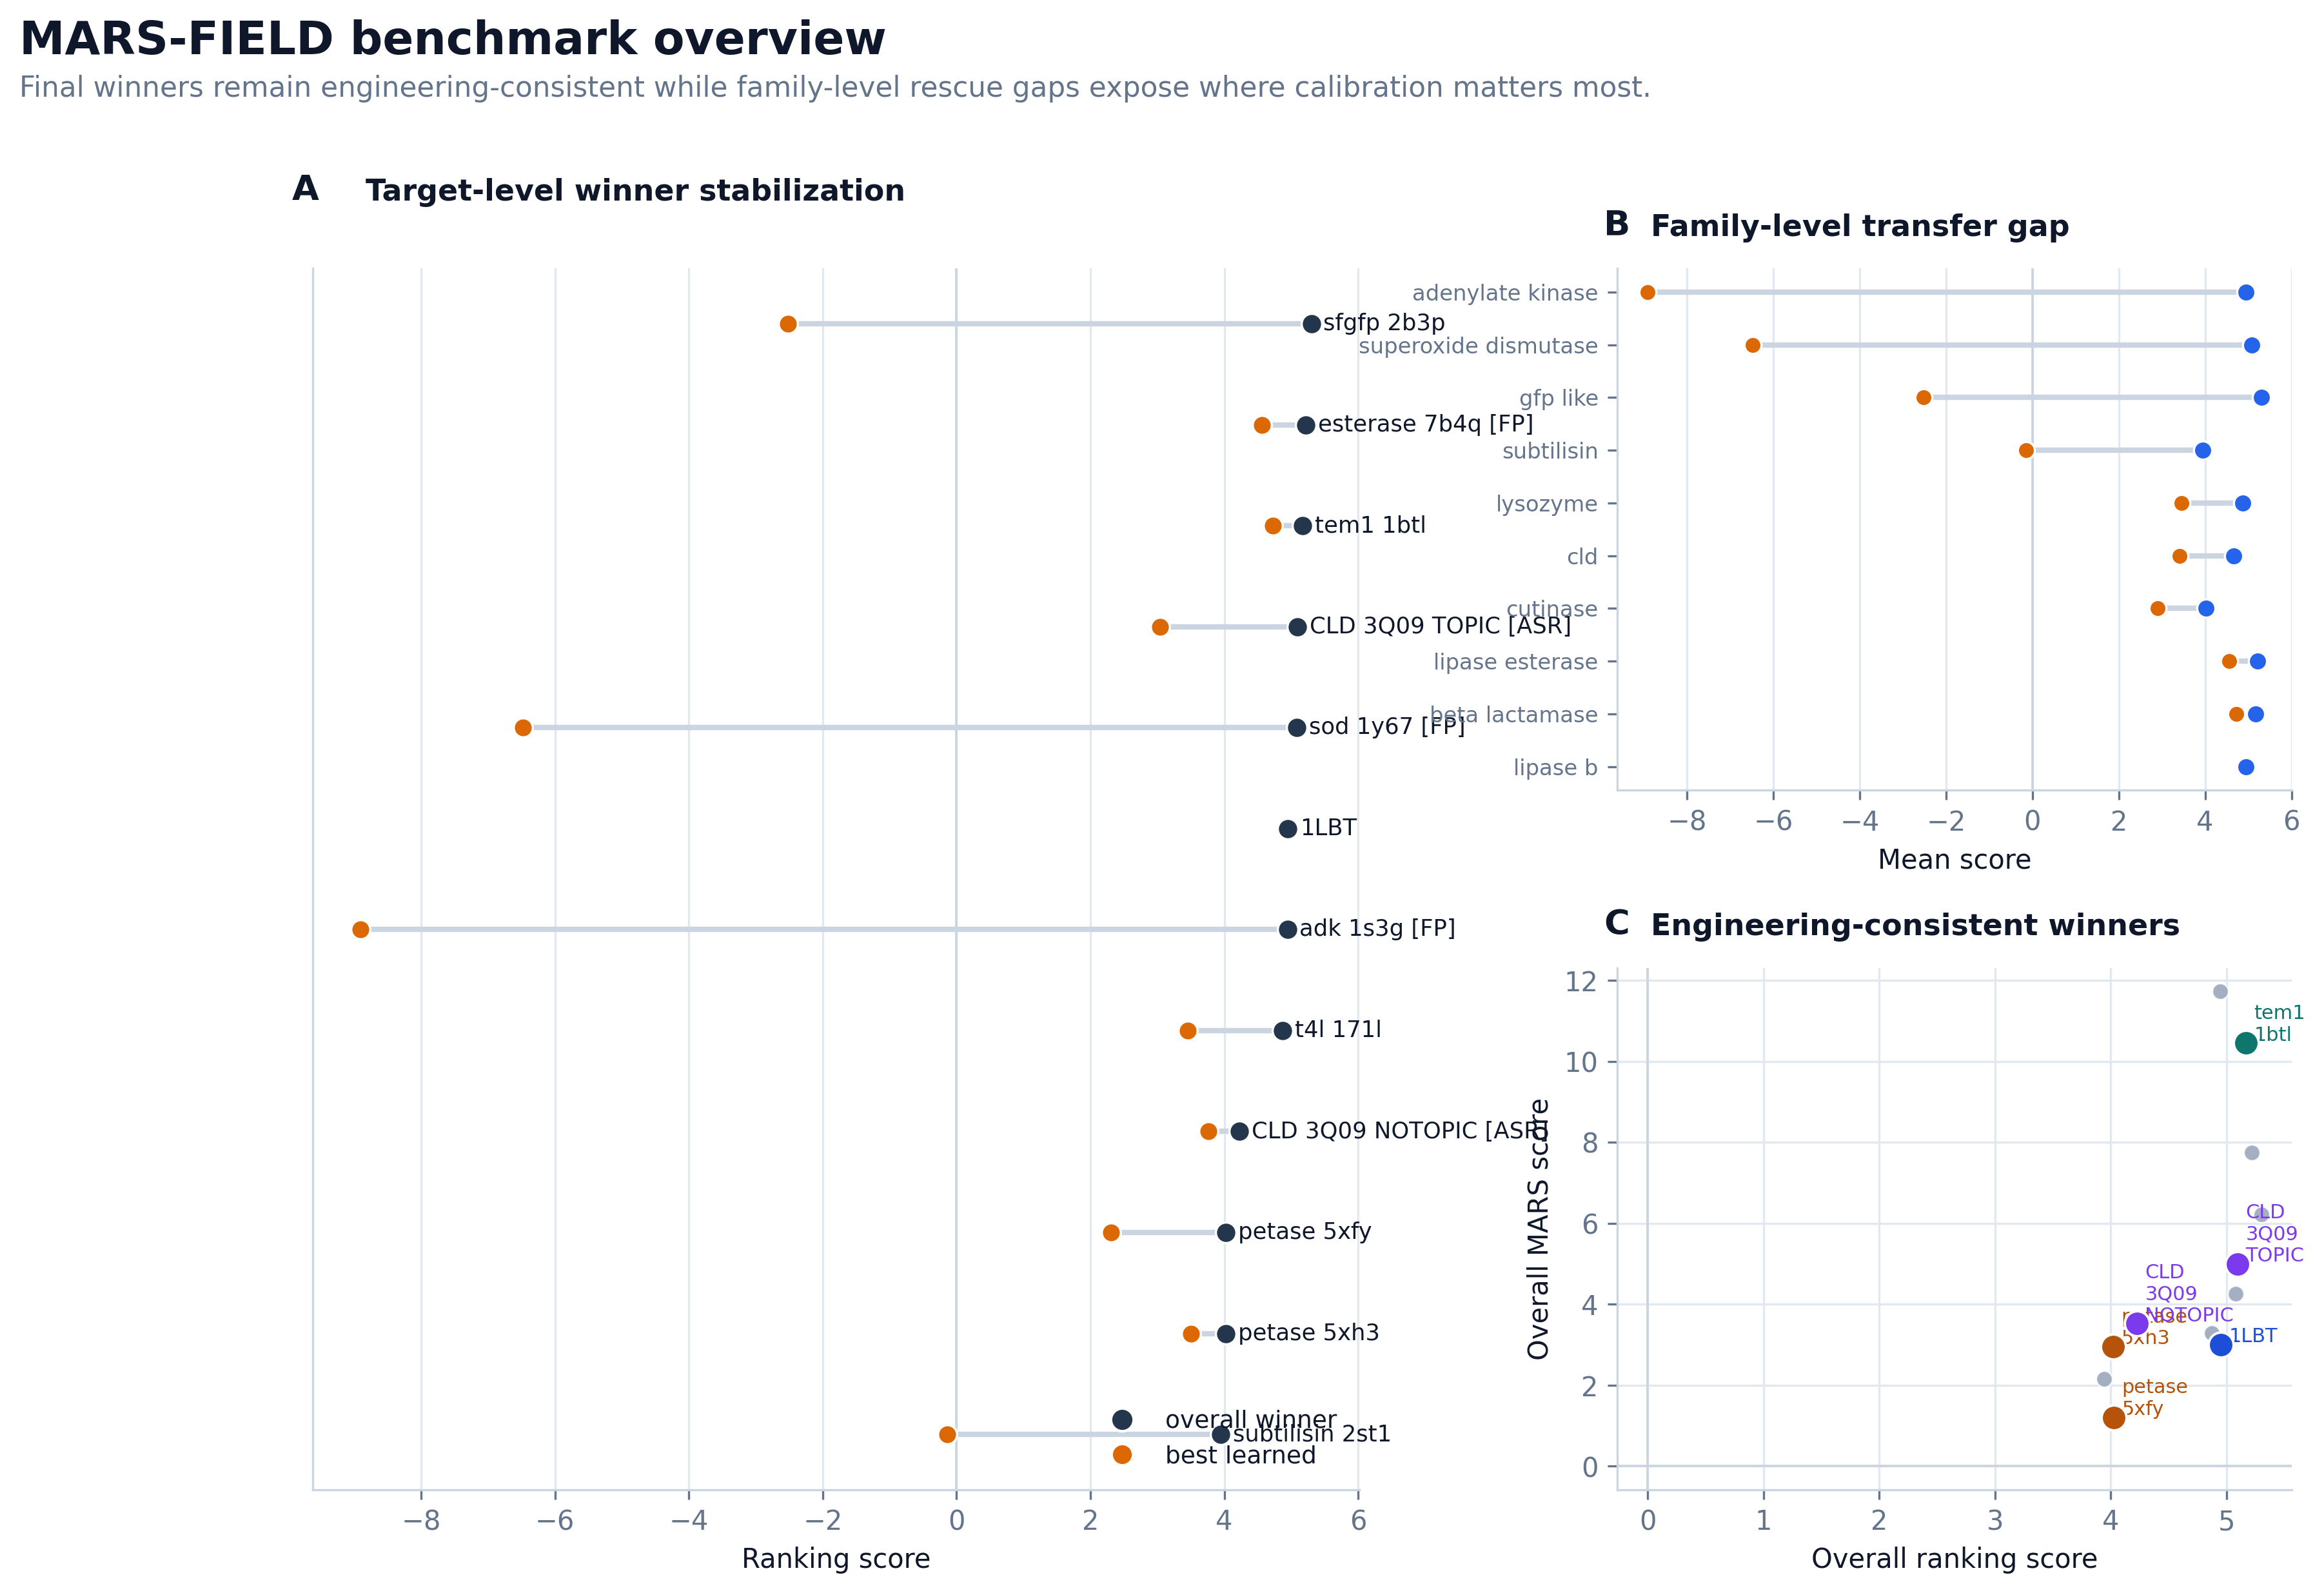 MARS-FIELD benchmark overview
Final winners remain engineering-consistent while family-level rescue gaps expose where calibration matters most.
A Target-level winner stabilization
sfgfp 2b3p
esterase 7b4q [FP]
tem1 1btl
CLD 3Q09 TOPIC [ASR]
sod 1y67 [FP]
1LBT
adk 1s3g [FP]
t4l 171l
CLD 3Q09 NOTOPIC [ASR]
petase 5xfy
petase 5xh3
subtilisin 2st1
overall winner
best learned
−8 −6 −4 −2 0 2 4 6
Ranking score
B Family-level transfer gap
adenylate kinase
superoxide dismutase
gfp like
subtilisin
lysozyme
cld
cutinase
lipase esterase
beta lactamase
lipase b
−8 −6 −4 −2 0 2 4 6
Mean score
C Engineering-consistent winners
12
10
8
6
4
2
0
Overall MARS score
tem1
1btl
CLD
3Q09
TOPIC
CLD
3Q09
NOTOPIC
petase
5xh3
1LBT
petase
5xfy
0 1 2 3 4 5
Overall ranking score